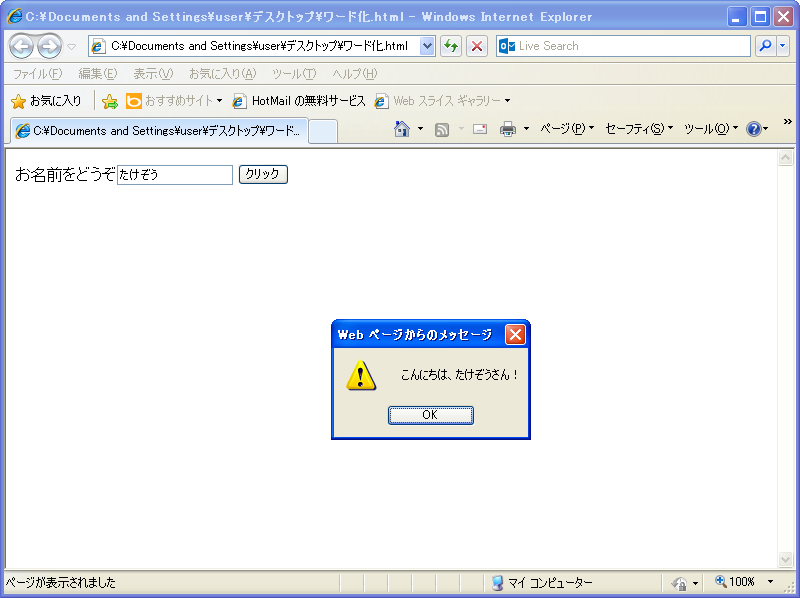 C:¥Documents and Settings¥user¥デスクトップ¥ワード化.html - Windows Internet Explorer
C:¥Documents and Settings¥user¥デスクトップ¥ワード化.html
Live Search
ファイル(F) 編集(E) 表示(V) お気に入り(A) ツール(T) ヘルプ(H)
お気に入り おすすめサイト HotMail の無料サービス Web スライス ギャラリー
C:¥Documents and Settings¥user¥デスクトップ¥ワード... ページ(P) セーフティ(S) ツール(O) »
お名前をどうぞ たけぞう クリック
Web ページからのメッセージ
こんにちは、たけぞうさん！
OK
ページが表示されました マイ コンピューター 100%